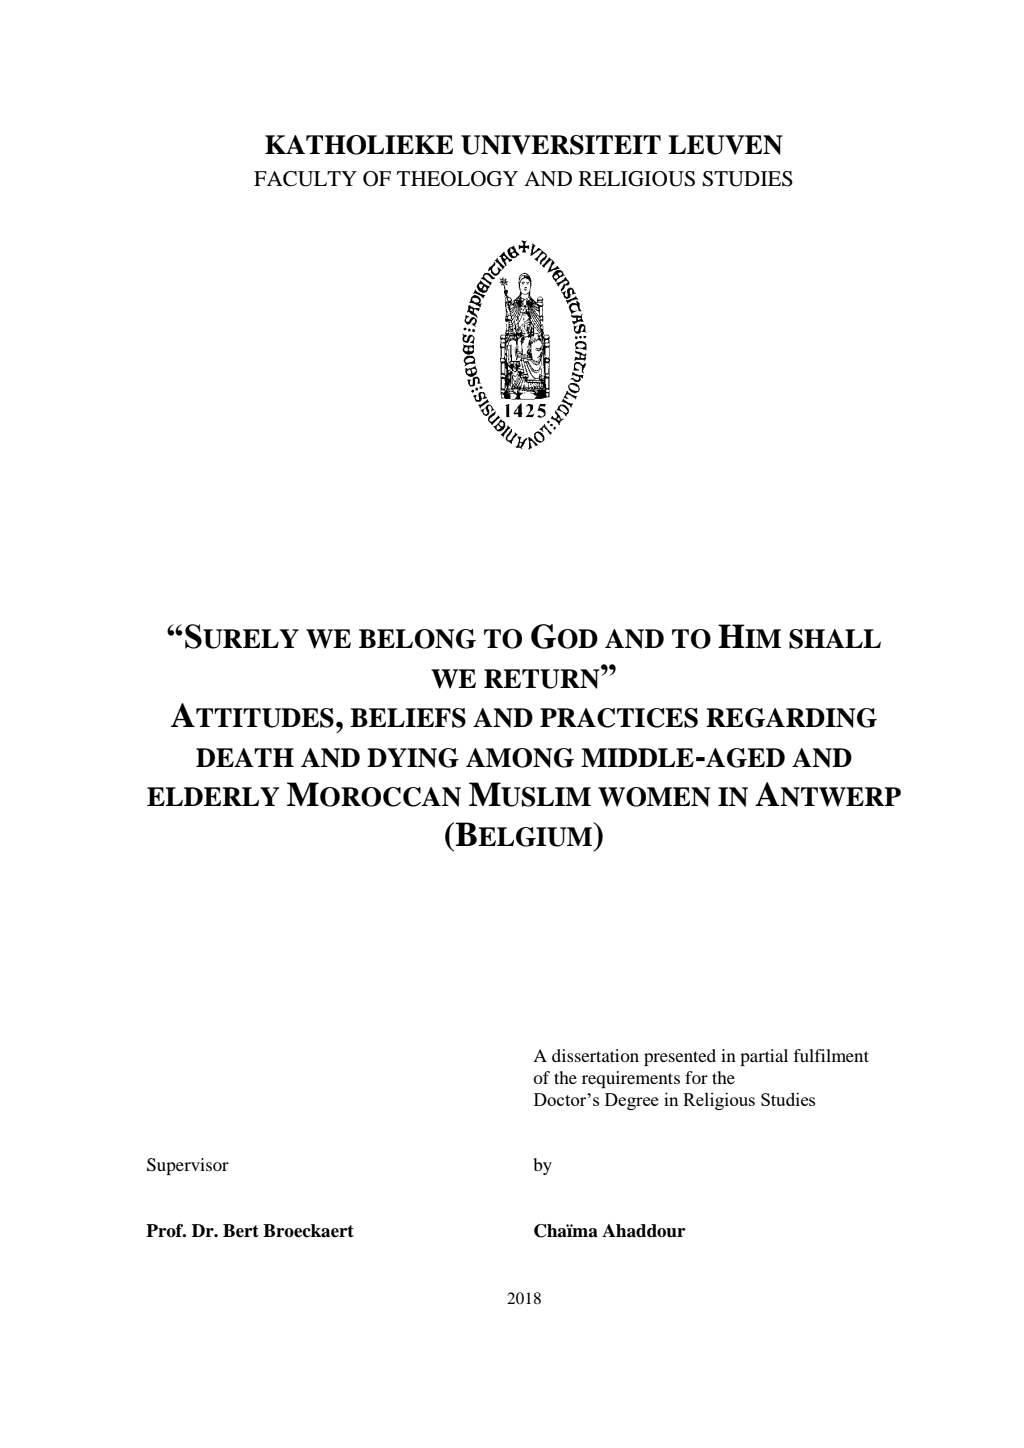 KATHOLIEKE UNIVERSITEIT LEUVEN
FACULTY OF THEOLOGY AND RELIGIOUS STUDIES
SEDES:SAPIENTIAE+UNIVERSITAS:CATHOLICA:LOVANIENSIS:
1425
“SURELY WE BELONG TO GOD AND TO HIM SHALL
WE RETURN”
ATTITUDES, BELIEFS AND PRACTICES REGARDING
DEATH AND DYING AMONG MIDDLE-AGED AND
ELDERLY MOROCCAN MUSLIM WOMEN IN ANTWERP
(BELGIUM)
A dissertation presented in partial fulfilment
of the requirements for the
Doctor’s Degree in Religious Studies
Supervisor by
Prof. Dr. Bert Broeckaert Chaïma Ahaddour
2018